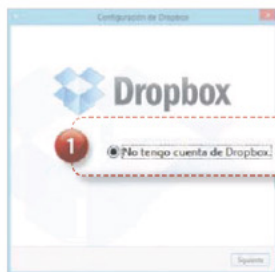 Configuración de Dropbox
Dropbox
1
No tengo cuenta de Dropbox.
Siguiente